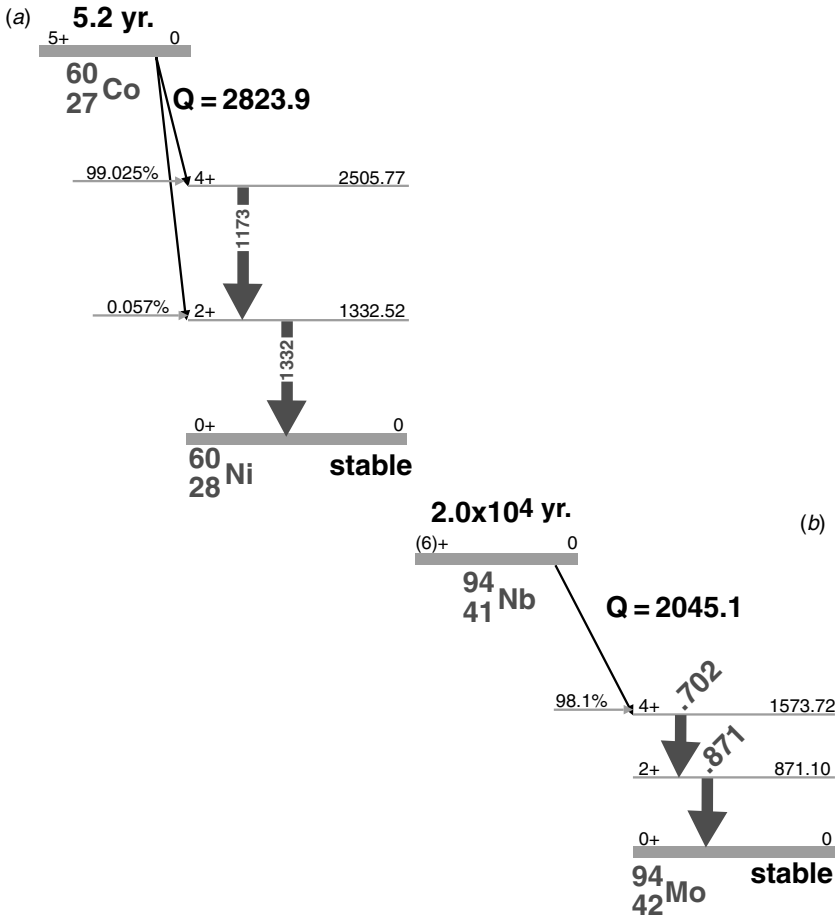 (a)
5.2 yr.
5+ 0
60
27 Co
Q = 2823.9
99.025% 4+ 2505.77
1173
0.057% 2+ 1332.52
1332
0+ 0
60
28 Ni
stable
2.0x10⁴ yr.
(b)
(6)+ 0
94
41 Nb
Q = 2045.1
.702
98.1% 4+ 1573.72
.871
2+ 871.10
0+ 0
94
42 Mo
stable